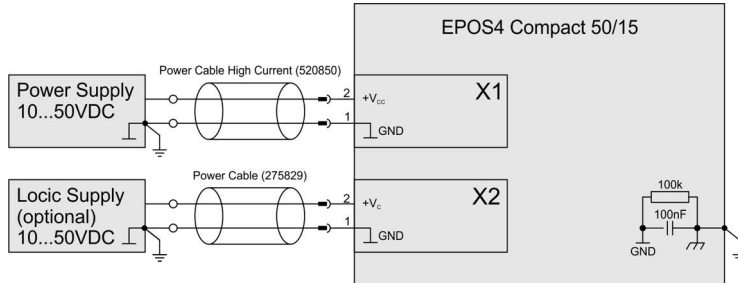 EPOS4 Compact 50/15
Power Cable High Current (520850)
Power Supply
10...50VDC
2
+Vcc
X1
1
GND
Power Cable (275829)
Locic Supply
(optional)
10...50VDC
2
+Vc
X2
1
GND
100k
100nF
GND